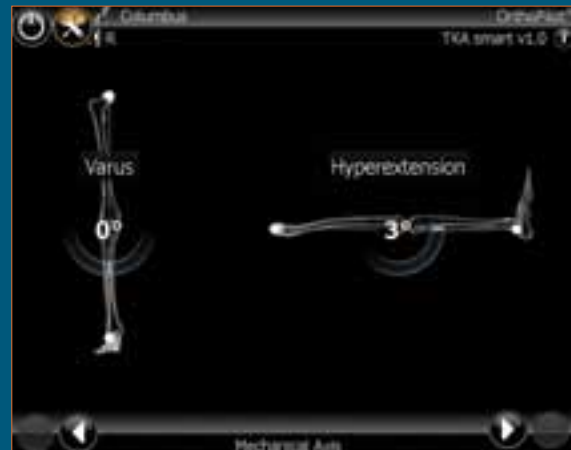 Columbus OrthoPilot
R TKA smart v1.0
Varus Hyperextension
0° 3°
Mechanical Axis